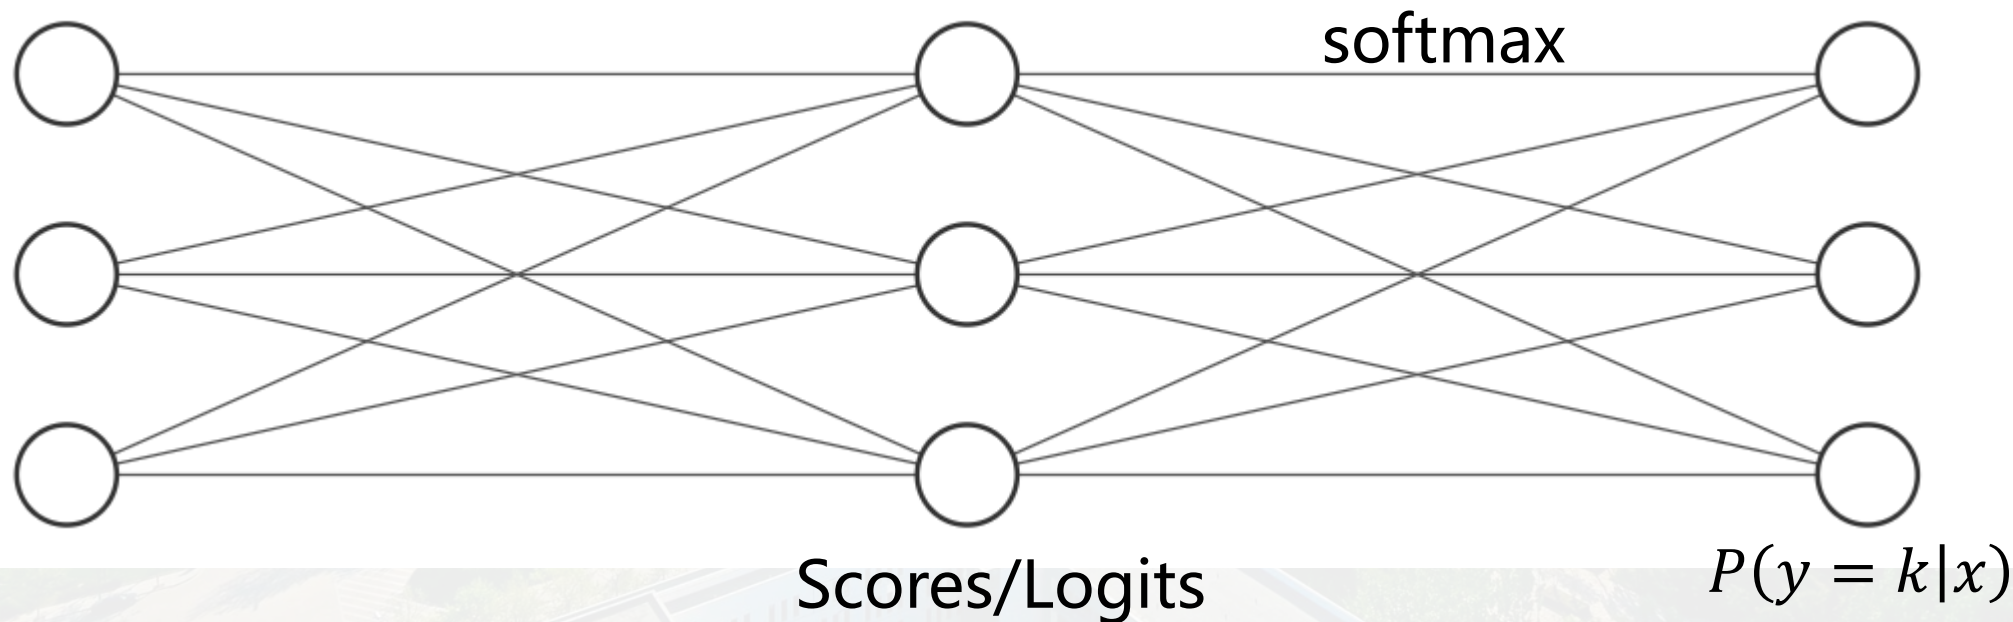 softmax
Scores/Logits
P(y = k|x)